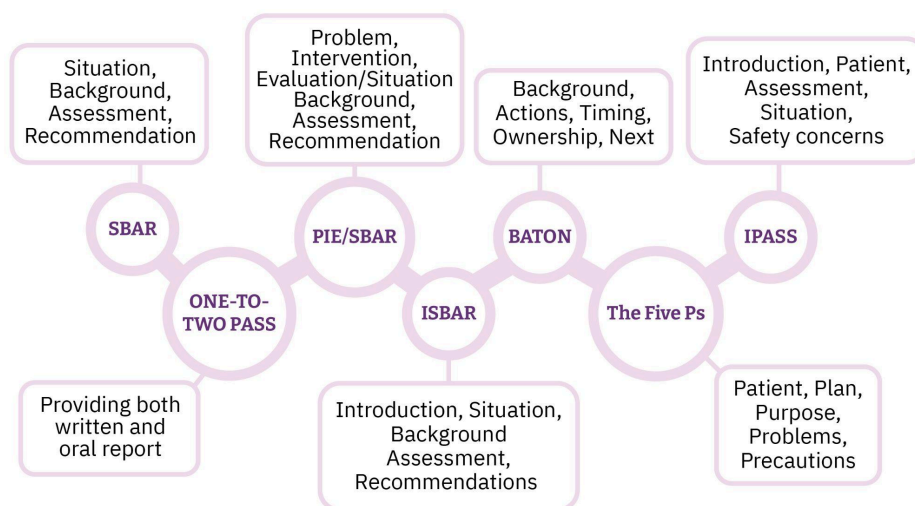 Situation,
Background,
Assessment,
Recommendation
Problem,
Intervention,
Evaluation/Situation
Background,
Assessment,
Recommendation
Background,
Actions, Timing,
Ownership, Next
Introduction, Patient,
Assessment,
Situation,
Safety concerns
SBAR
ONE-TO-
TWO PASS
PIE/SBAR
ISBAR
BATON
The Five Ps
IPASS
Providing both
written and
oral report
Introduction, Situation,
Background
Assessment,
Recommendations
Patient, Plan,
Purpose,
Problems,
Precautions